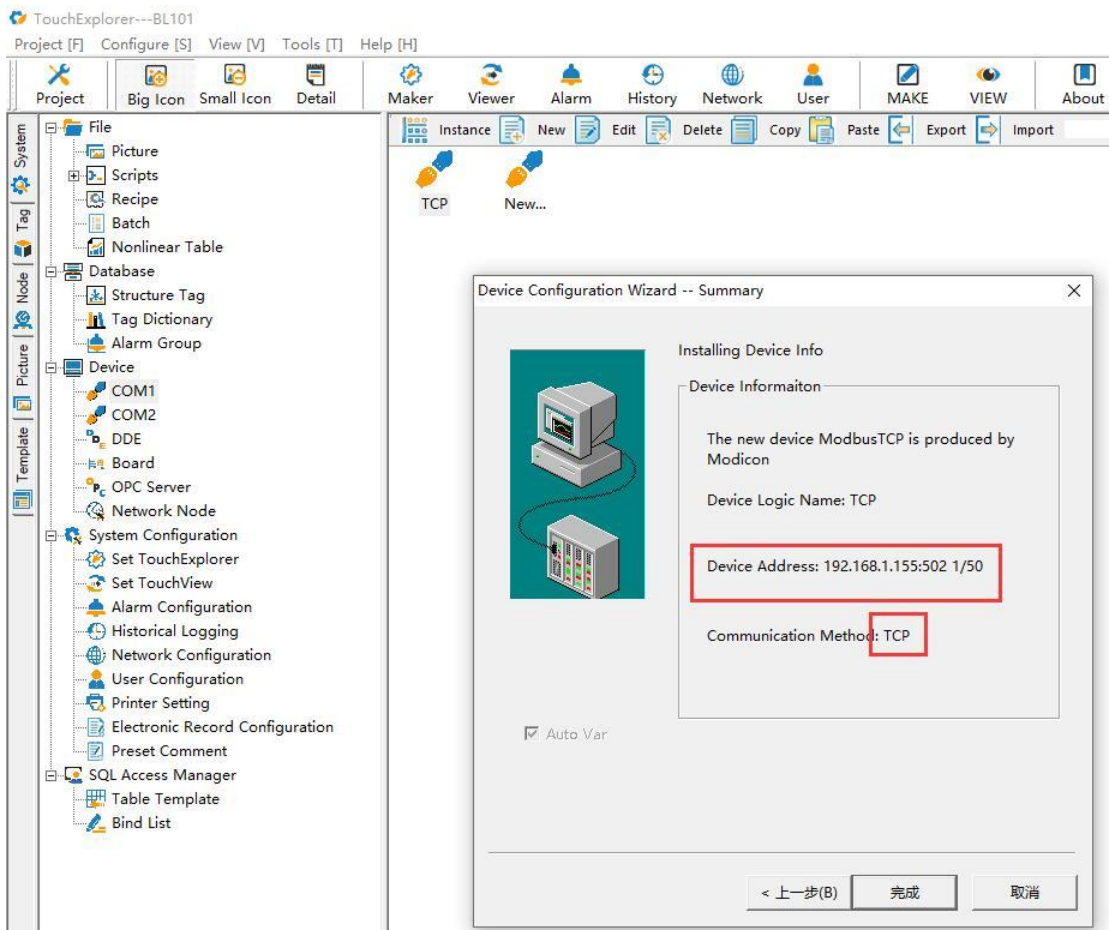 TouchExplorer---BL101
Project [F] Configure [S] View [V] Tools [T] Help [H]
Project Big Icon Small Icon Detail Maker Viewer Alarm History Network User MAKE VIEW About
Instance New Edit Delete Copy Paste Export Import
System
Tag
Node
Picture
Template
File
Picture
Scripts
Recipe
Batch
Nonlinear Table
Database
Structure Tag
Tag Dictionary
Alarm Group
Device
COM1
COM2
DDE
Board
OPC Server
Network Node
System Configuration
Set TouchExplorer
Set TouchView
Alarm Configuration
Historical Logging
Network Configuration
User Configuration
Printer Setting
Electronic Record Configuration
Preset Comment
SQL Access Manager
Table Template
Bind List
TCP New...
Device Configuration Wizard -- Summary
Installing Device Info
Device Informaiton
The new device ModbusTCP is produced by
Modicon
Device Logic Name: TCP
Device Address: 192.168.1.155:502 1/50
Communication Method: TCP
Auto Var
< 上一步(B) 完成 取消